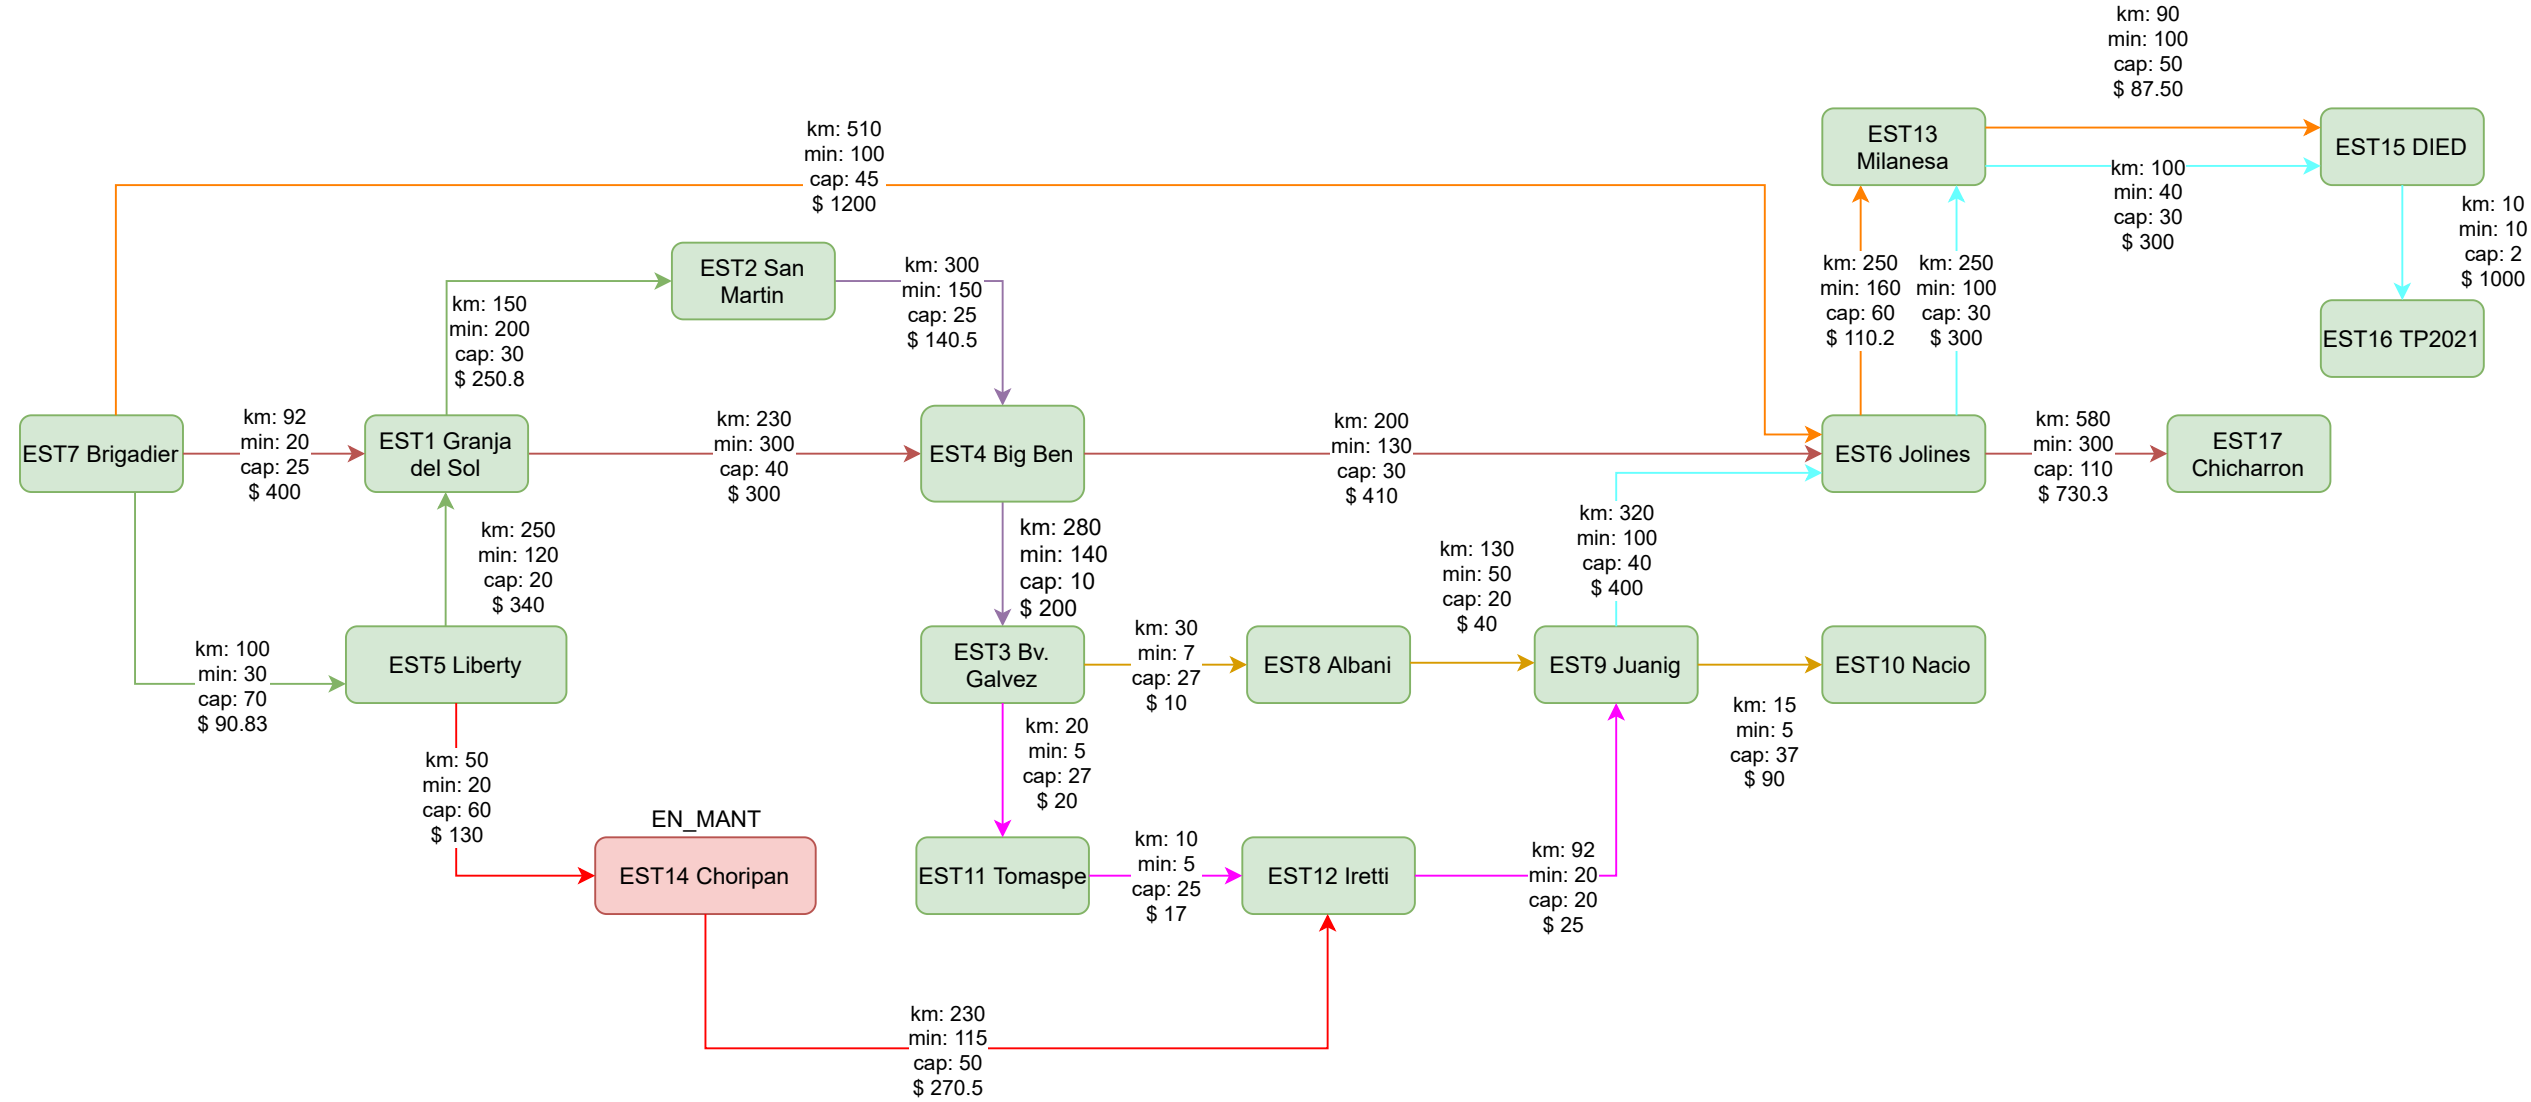 km: 90
min: 100
cap: 50
$ 87.50
km: 510
min: 100
cap: 45
$ 1200
EST13
Milanesa
EST15 DIED
km: 100
min: 40
cap: 30
$ 300
km: 10
min: 10
cap: 2
$ 1000
EST2 San
Martin
km: 300
min: 150
cap: 25
$ 140.5
km: 250
min: 160
cap: 60
$ 110.2
km: 250
min: 100
cap: 30
$ 300
km: 150
min: 200
cap: 30
$ 250.8
EST16 TP2021
EST7 Brigadier
km: 92
min: 20
cap: 25
$ 400
EST1 Granja
del Sol
km: 230
min: 300
cap: 40
$ 300
EST4 Big Ben
km: 200
min: 130
cap: 30
$ 410
EST6 Jolines
km: 580
min: 300
cap: 110
$ 730.3
EST17
Chicharron
km: 250
min: 120
cap: 20
$ 340
km: 280
min: 140
cap: 10
$ 200
km: 320
min: 100
cap: 40
$ 400
km: 130
min: 50
cap: 20
$ 40
km: 100
min: 30
cap: 70
$ 90.83
EST5 Liberty
EST3 Bv.
Galvez
km: 30
min: 7
cap: 27
$ 10
EST8 Albani
EST9 Juanig
EST10 Nacio
km: 15
min: 5
cap: 37
$ 90
km: 50
min: 20
cap: 60
$ 130
km: 20
min: 5
cap: 27
$ 20
EN_MANT
EST14 Choripan
EST11 Tomaspe
km: 10
min: 5
cap: 25
$ 17
EST12 Iretti
km: 92
min: 20
cap: 20
$ 25
km: 230
min: 115
cap: 50
$ 270.5